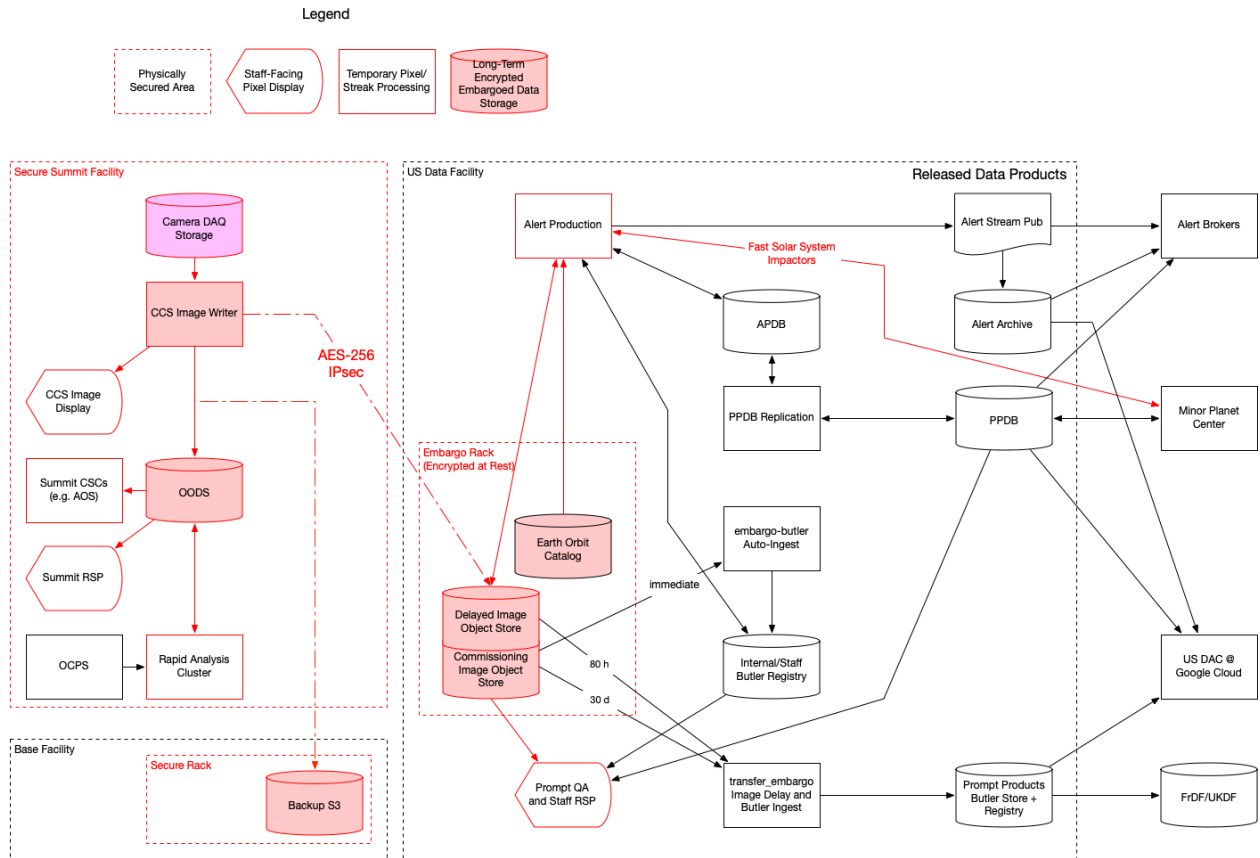 Legend
Physically
Secured Area
Staff-Facing
Pixel Display
Temporary Pixel/
Streak Processing
Long-Term
Encrypted
Embargoed Data
Storage
Secure Summit Facility
Camera DAQ
Storage
CCS Image Writer
AES-256
IPsec
CCS Image
Display
Summit CSCs
(e.g. AOS)
OODS
Summit RSP
OCPS
Rapid Analysis
Cluster
Base Facility
Secure Rack
Backup S3
US Data Facility
Released Data Products
Alert Production
Alert Stream Pub
Alert Brokers
Fast Solar System
Impactors
APDB
Alert Archive
PPDB Replication
PPDB
Minor Planet
Center
Embargo Rack
(Encrypted at Rest)
Earth Orbit
Catalog
embargo-butler
Auto-Ingest
immediate
Delayed Image
Object Store
Commissioning
Image Object
Store
80 h
30 d
Internal/Staff
Butler Registry
US DAC @
Google Cloud
Prompt QA
and Staff RSP
transfer_embargo
Image Delay and
Butler Ingest
Prompt Products
Butler Store +
Registry
FrDF/UKDF